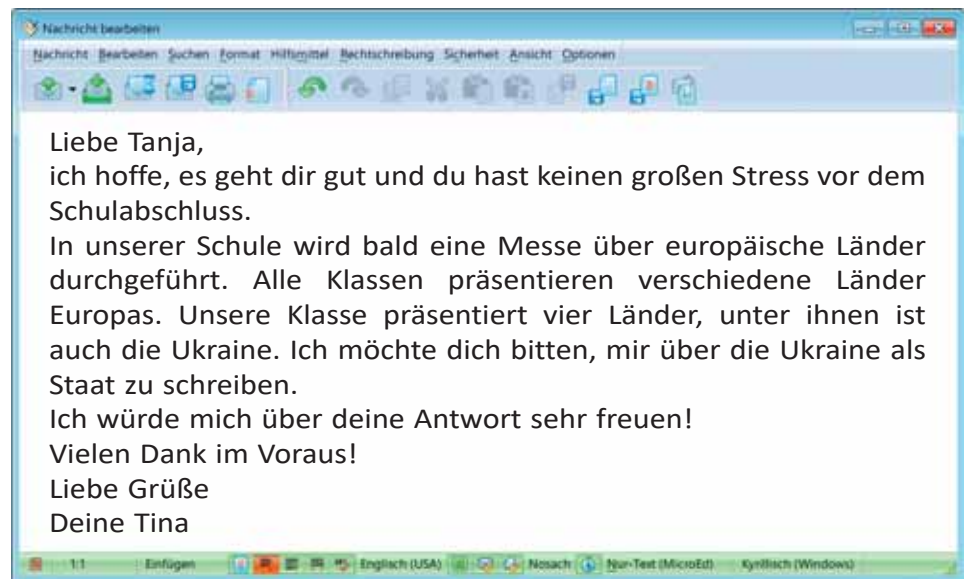 Nachricht bearbeiten
Nachricht Bearbeiten Suchen Format Hilfsmittel Rechtschreibung Sicherheit Ansicht Optionen
Liebe Tanja,
ich hoffe, es geht dir gut und du hast keinen großen Stress vor dem
Schulabschluss.
In unserer Schule wird bald eine Messe über europäische Länder
durchgeführt. Alle Klassen präsentieren verschiedene Länder
Europas. Unsere Klasse präsentiert vier Länder, unter ihnen ist
auch die Ukraine. Ich möchte dich bitten, mir über die Ukraine als
Staat zu schreiben.
Ich würde mich über deine Antwort sehr freuen!
Vielen Dank im Voraus!
Liebe Grüße
Deine Tina
1:1 Einfügen Englisch (USA) Nosach Nur-Text (MicroEd) Kyrillisch (Windows)